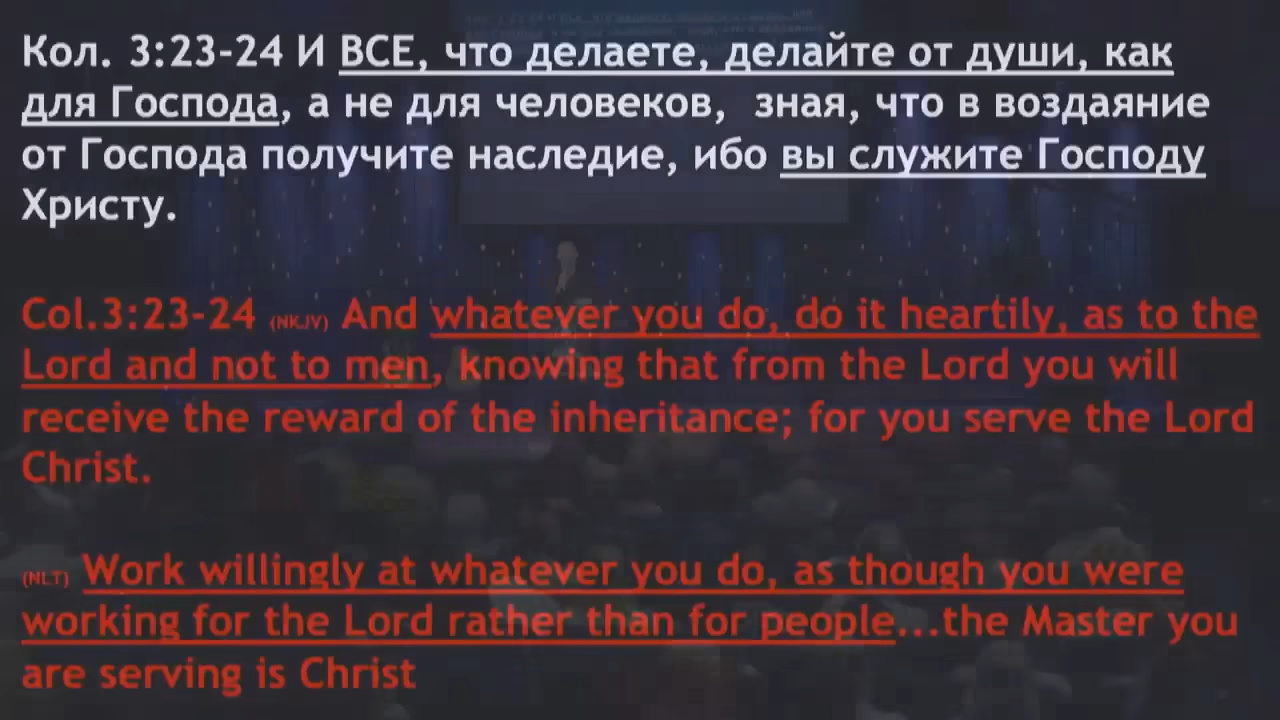 Кол. 3:23-24 И ВСЕ, что делаете, делайте от души, как
для Господа, а не для человеков, зная, что в воздаяние
от Господа получите наследие, ибо вы служите Господу
Христу.
Col.3:23-24 (NKJV) And whatever you do, do it heartily, as to the
Lord and not to men, knowing that from the Lord you will
receive the reward of the inheritance; for you serve the Lord
Christ.
(NLT) Work willingly at whatever you do, as though you were
working for the Lord rather than for people...the Master you
are serving is Christ